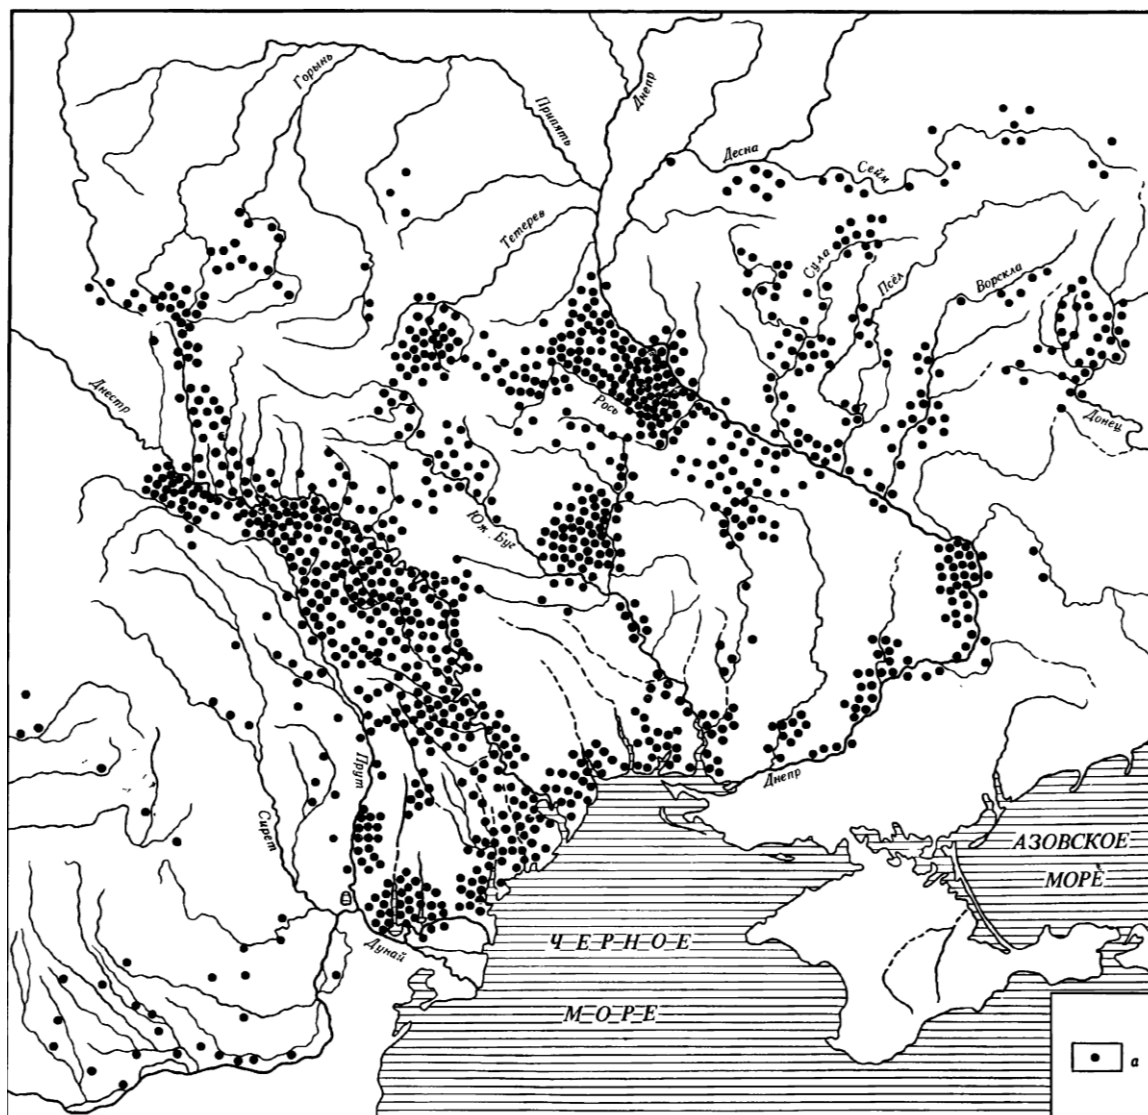 Горынь
Припять
Днепр
Десна
Сейм
Тетерев
Сула
Псёл
Ворскла
Днестр
Рось
Донец
Юж. Буг
Прут
Днепр
Сирет
АЗОВСКОЕ
МОРЕ
Дунай
ЧЕРНОЕ
МОРЕ
а